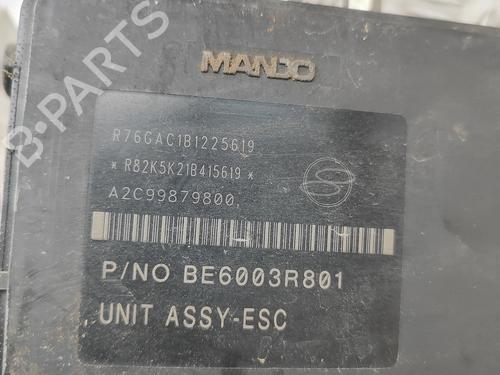 B-PARTS
MANDO
R76GAC1B1225619
* R82K5K21B415619 *
A2C99879800
P/NO BE6003R801
UNIT ASSY-ESC